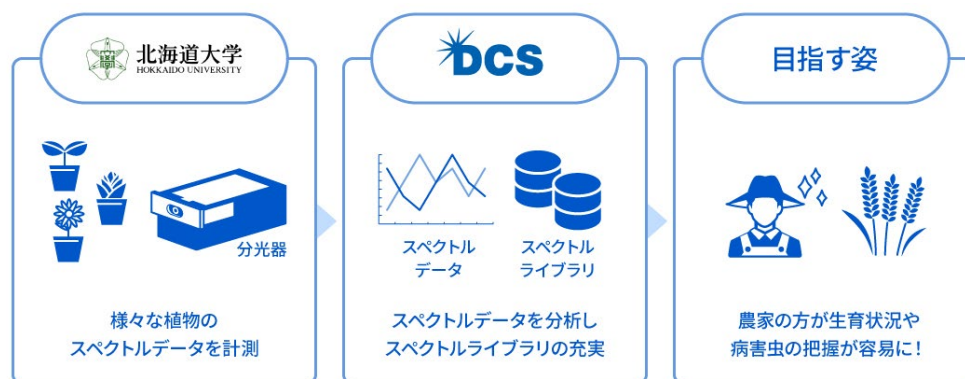 北海道大学
HOKKAIDO UNIVERSITY
分光器
様々な植物の
スペクトルデータを計測
DCS
スペクトル
データ
スペクトル
ライブラリ
スペクトルデータを分析し
スペクトルライブラリの充実
目指す姿
農家の方が生育状況や
病害虫の把握が容易に！